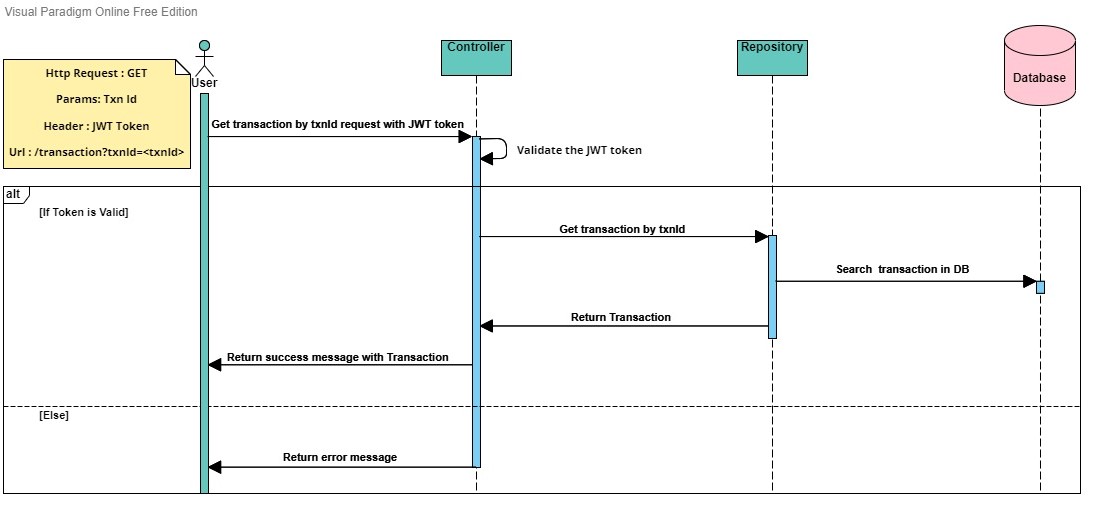 Visual Paradigm Online Free Edition
Http Request : GET
Params: Txn Id
Header : JWT Token
Url : /transaction?txnId=<txnId>
User
Controller
Repository
Database
Get transaction by txnId request with JWT token
Validate the JWT token
alt
[If Token is Valid]
Get transaction by txnId
Search  transaction in DB
Return Transaction
Return success message with Transaction
[Else]
Return error message